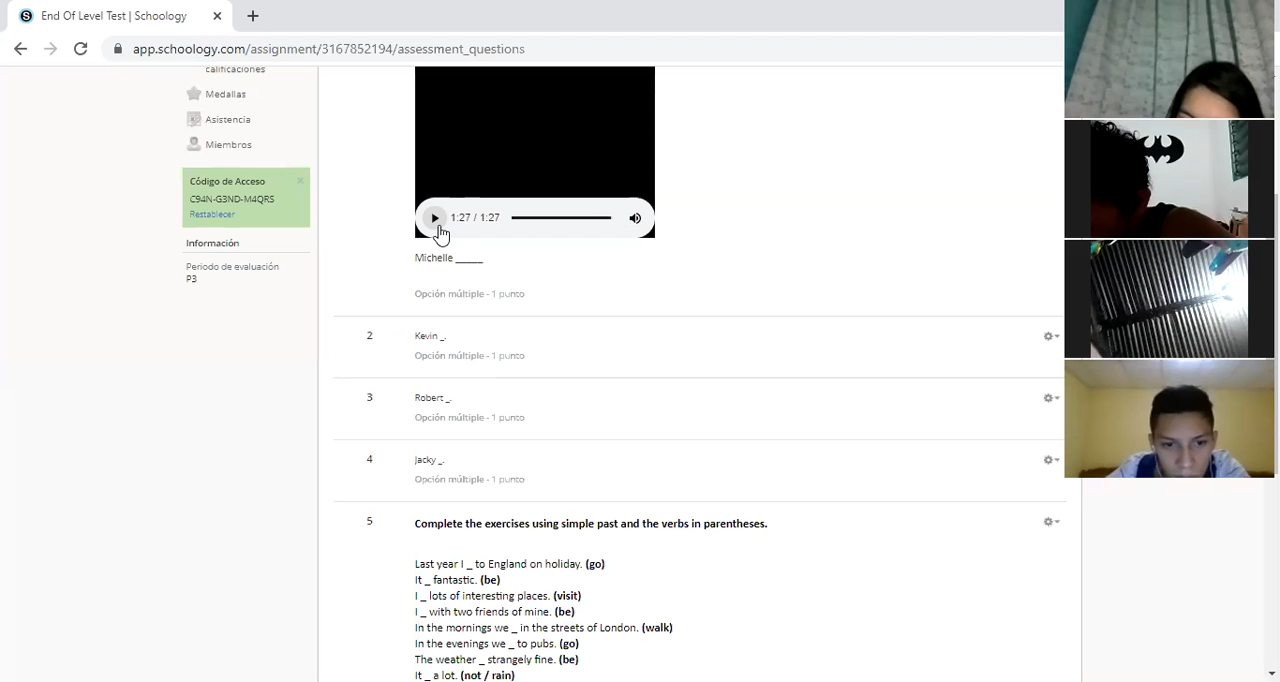 End Of Level Test | Schoology
app.schoology.com/assignment/3167852194/assessment_questions
calificaciones
Medallas
Asistencia
Miembros
Código de Acceso
C94N-G3ND-M4QRS
Restablecer
Información
Periodo de evaluación
P3
1:27 / 1:27
Michelle _____
Opción múltiple - 1 punto
2 Kevin _.
Opción múltiple - 1 punto
3 Robert _.
Opción múltiple - 1 punto
4 Jacky _.
Opción múltiple - 1 punto
5 Complete the exercises using simple past and the verbs in parentheses.
Last year I _ to England on holiday. (go)
It _ fantastic. (be)
I _ lots of interesting places. (visit)
I _ with two friends of mine. (be)
In the mornings we _ in the streets of London. (walk)
In the evenings we _ to pubs. (go)
The weather _ strangely fine. (be)
It _ a lot. (not / rain)